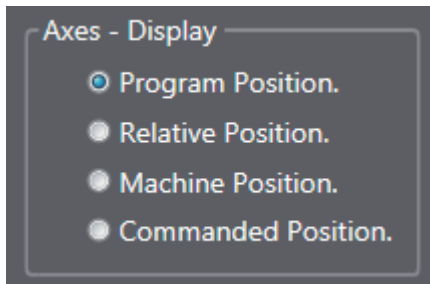 Axes - Display
Program Position.
Relative Position.
Machine Position.
Commanded Position.